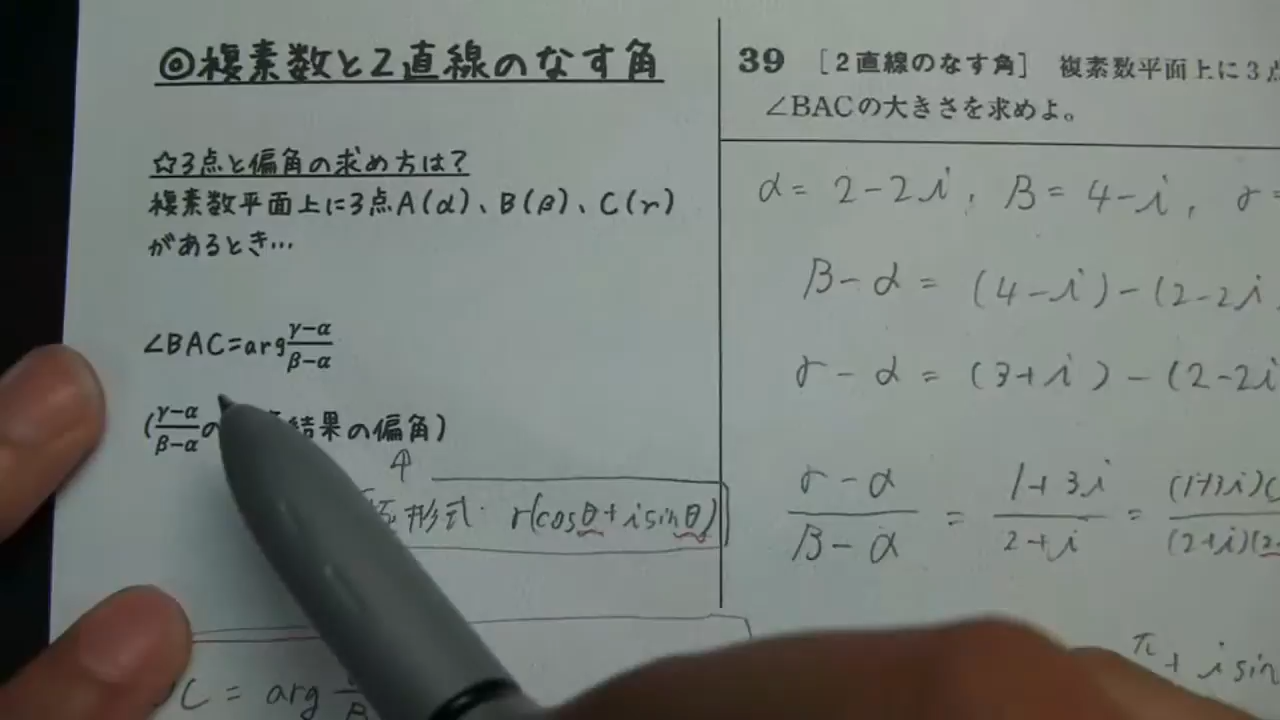 ◎複素数と2直線のなす角
☆3点と偏角の求め方は?
複素数平面上に3点A(α)、B(β)、C(γ)
があるとき…
∠BAC=arg(γ-α)/(β-α)
((γ-α)/(β-α)の 結果の偏角)
形式 r(cosθ+isinθ)
C = arg
39 [2直線のなす角] 複素数平面上に3点
∠BACの大きさを求めよ。
α = 2-2i, β = 4-i, γ =
β-α = (4-i)-(2-2i
γ-α = (3+i)-(2-2i
(γ-α)/(β-α) = (1+3i)/(2+i) = (1+3i)(/(2+i)(2
π + i sin